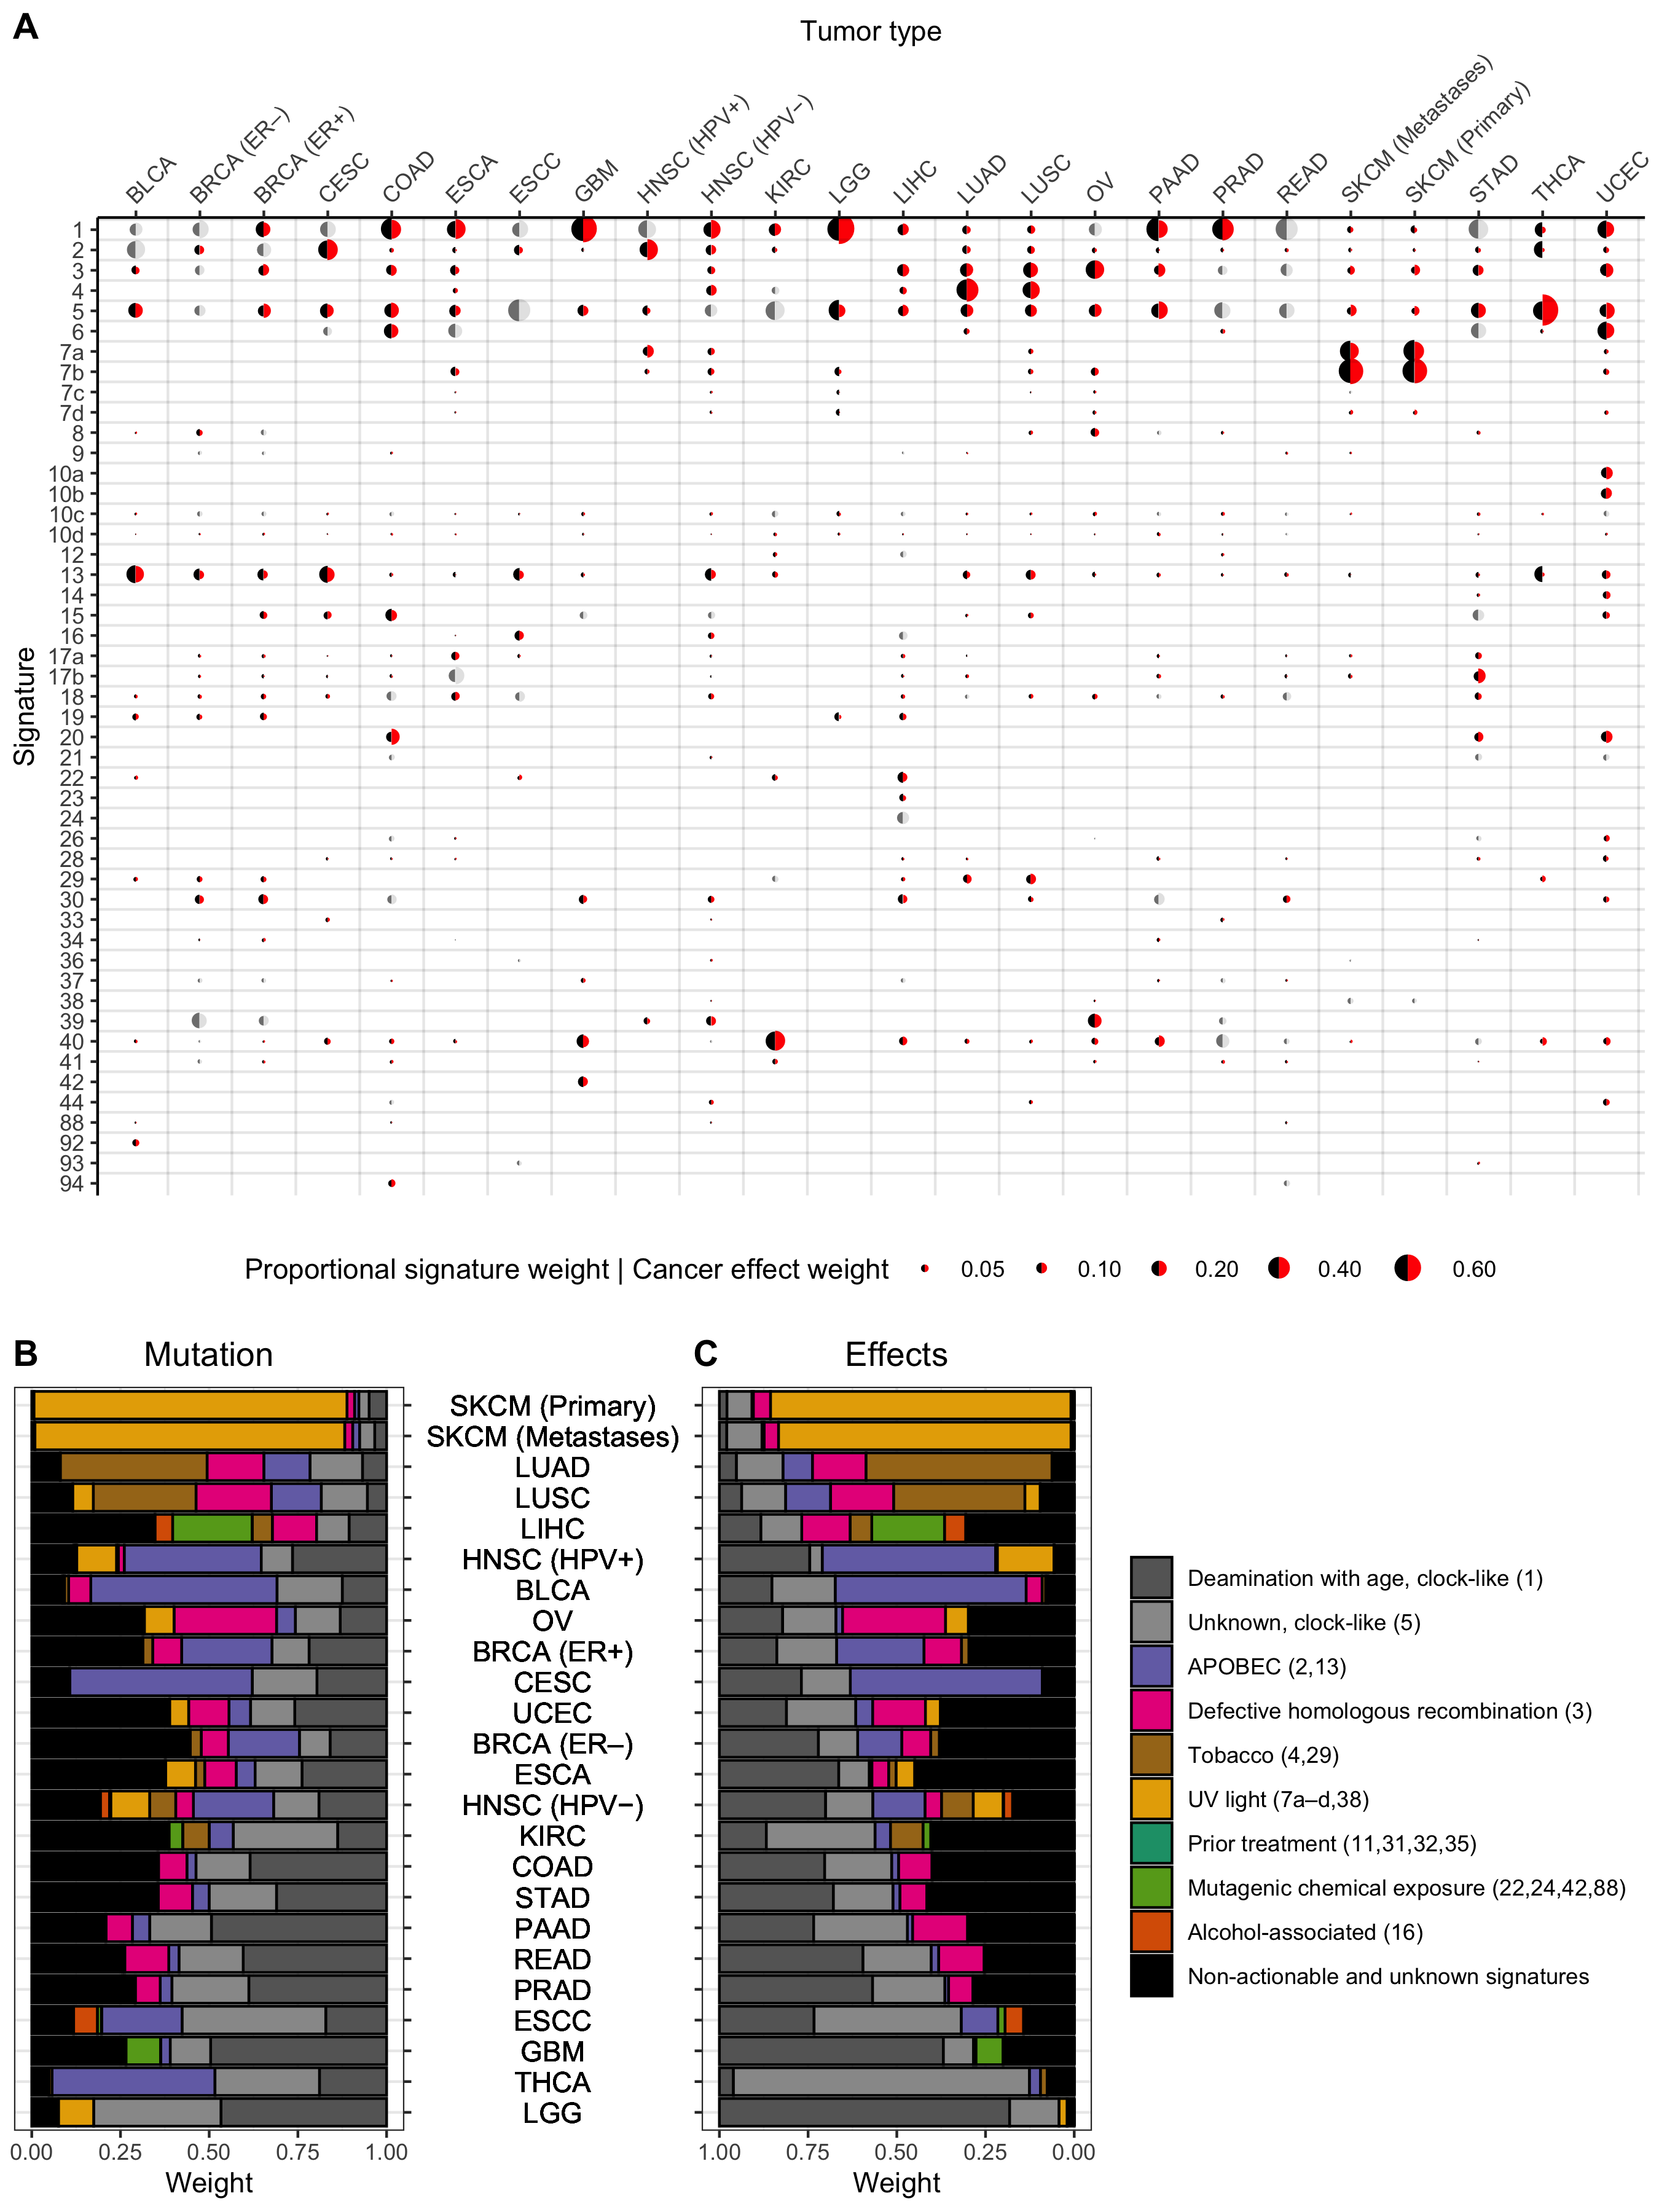 A
Tumor type
BLCA
BRCA (ER−)
BRCA (ER+)
CESC
COAD
ESCA
ESCC
GBM
HNSC (HPV+)
HNSC (HPV−)
KIRC
LGG
LIHC
LUAD
LUSC
OV
PAAD
PRAD
READ
SKCM (Metastases)
SKCM (Primary)
STAD
THCA
UCEC
Signature
1
2
3
4
5
6
7a
7b
7c
7d
8
9
10a
10b
10c
10d
12
13
14
15
16
17a
17b
18
19
20
21
22
23
24
26
28
29
30
33
34
36
37
38
39
40
41
42
44
88
92
93
94
Proportional signature weight | Cancer effect weight 0.05 0.10 0.20 0.40 0.60
B Mutation
C Effects
SKCM (Primary)
SKCM (Metastases)
LUAD
LUSC
LIHC
HNSC (HPV+)
BLCA
OV
BRCA (ER+)
CESC
UCEC
BRCA (ER−)
ESCA
HNSC (HPV−)
KIRC
COAD
STAD
PAAD
READ
PRAD
ESCC
GBM
THCA
LGG
0.00 0.25 0.50 0.75 1.00
Weight
1.00 0.75 0.50 0.25 0.00
Weight
Deamination with age, clock−like (1)
Unknown, clock−like (5)
APOBEC (2,13)
Defective homologous recombination (3)
Tobacco (4,29)
UV light (7a–d,38)
Prior treatment (11,31,32,35)
Mutagenic chemical exposure (22,24,42,88)
Alcohol−associated (16)
Non−actionable and unknown signatures